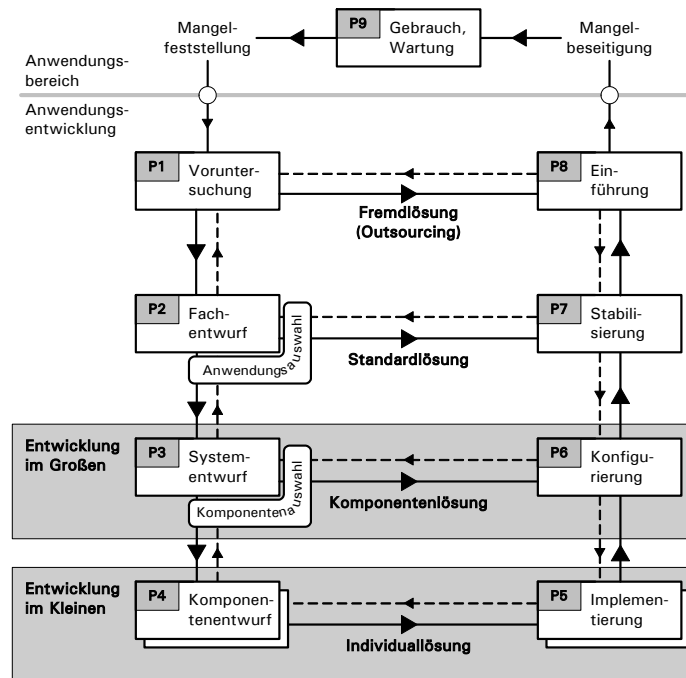 Mangel-
feststellung
P9
Gebrauch,
Wartung
Mangel-
beseitigung
Anwendungs-
bereich
Anwendungs-
entwicklung
P1
Vorunter-
suchung
P8
Ein-
führung
Fremdlösung
(Outsourcing)
P2
Fach-
entwurf
Anwendungsauswahl
P7
Stabili-
sierung
Standardlösung
Entwicklung
im Großen
P3
System-
entwurf
Komponentenauswahl
P6
Konfigu-
rierung
Komponentenlösung
Entwicklung
im Kleinen
P4
Komponen-
tenentwurf
P5
Implemen-
tierung
Individuallösung